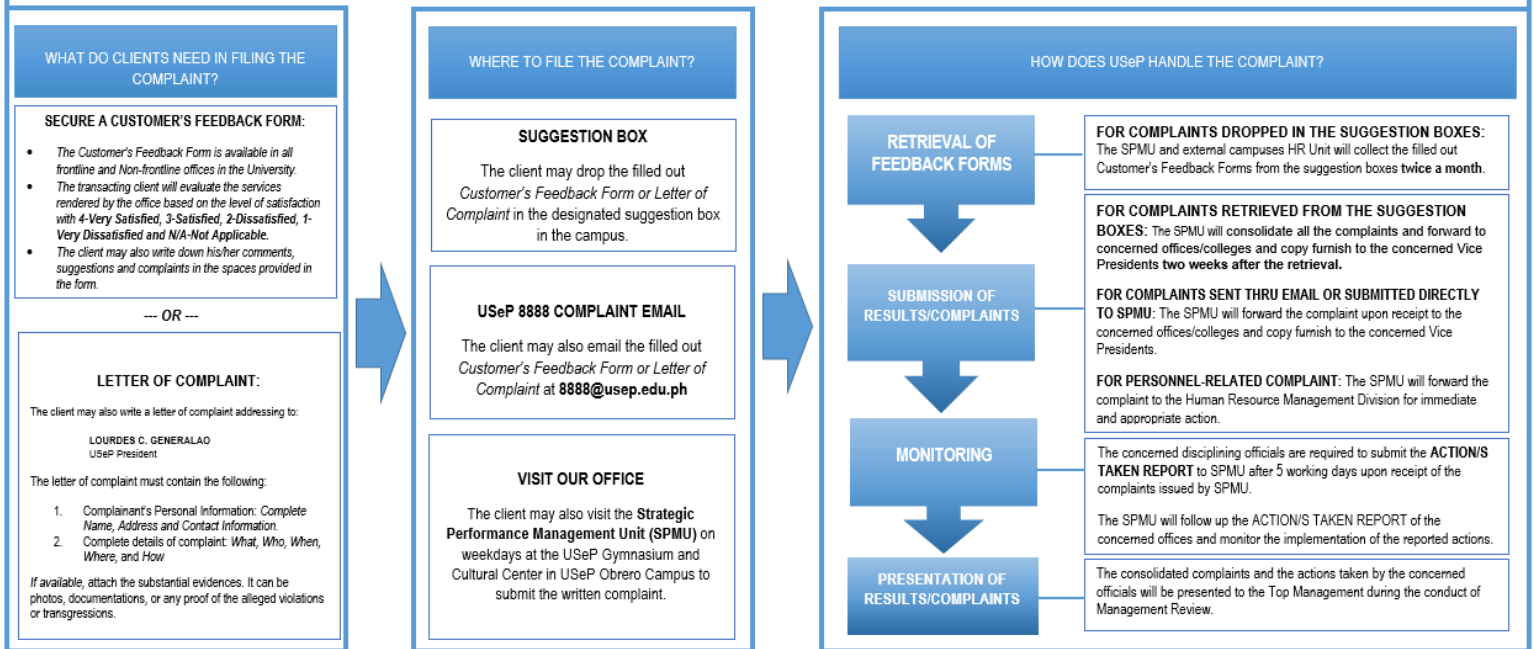 WHAT DO CLIENTS NEED IN FILING THE
COMPLAINT?
SECURE A CUSTOMER'S FEEDBACK FORM:
• The Customer's Feedback Form is available in all
frontline and Non-frontline offices in the University.
• The transacting client will evaluate the services
rendered by the office based on the level of satisfaction
with 4-Very Satisfied, 3-Satisfied, 2-Dissatisfied, 1-
Very Dissatisfied and N/A-Not Applicable.
• The client may also write down his/her comments,
suggestions and complaints in the spaces provided in
the form.
--- OR ---
LETTER OF COMPLAINT:
The client may also write a letter of complaint addressing to:
LOURDES C. GENERALAO
USeP President
The letter of complaint must contain the following:
1. Complainant's Personal Information: Complete
Name, Address and Contact Information.
2. Complete details of complaint: What, Who, When,
Where, and How
If available, attach the substantial evidences. It can be
photos, documentations, or any proof of the alleged violations
or transgressions.
WHERE TO FILE THE COMPLAINT?
SUGGESTION BOX
The client may drop the filled out
Customer's Feedback Form or Letter of
Complaint in the designated suggestion box
in the campus.
USeP 8888 COMPLAINT EMAIL
The client may also email the filled out
Customer's Feedback Form or Letter of
Complaint at 8888@usep.edu.ph
VISIT OUR OFFICE
The client may also visit the Strategic
Performance Management Unit (SPMU) on
weekdays at the USeP Gymnasium and
Cultural Center in USeP Obrero Campus to
submit the written complaint.
HOW DOES USeP HANDLE THE COMPLAINT?
RETRIEVAL OF
FEEDBACK FORMS
FOR COMPLAINTS DROPPED IN THE SUGGESTION BOXES:
The SPMU and external campuses HR Unit will collect the filled out
Customer's Feedback Forms from the suggestion boxes twice a month.
SUBMISSION OF
RESULTS/COMPLAINTS
FOR COMPLAINTS RETRIEVED FROM THE SUGGESTION
BOXES: The SPMU will consolidate all the complaints and forward to
concerned offices/colleges and copy furnish to the concerned Vice
Presidents two weeks after the retrieval.
FOR COMPLAINTS SENT THRU EMAIL OR SUBMITTED DIRECTLY
TO SPMU: The SPMU will forward the complaint upon receipt to the
concerned offices/colleges and copy furnish to the concerned Vice
Presidents.
FOR PERSONNEL-RELATED COMPLAINT: The SPMU will forward the
complaint to the Human Resource Management Division for immediate
and appropriate action.
MONITORING
The concerned disciplining officials are required to submit the ACTION/S
TAKEN REPORT to SPMU after 5 working days upon receipt of the
complaints issued by SPMU.
The SPMU will follow up the ACTION/S TAKEN REPORT of the
concerned offices and monitor the implementation of the reported actions.
PRESENTATION OF
RESULTS/COMPLAINTS
The consolidated complaints and the actions taken by the concerned
officials will be presented to the Top Management during the conduct of
Management Review.